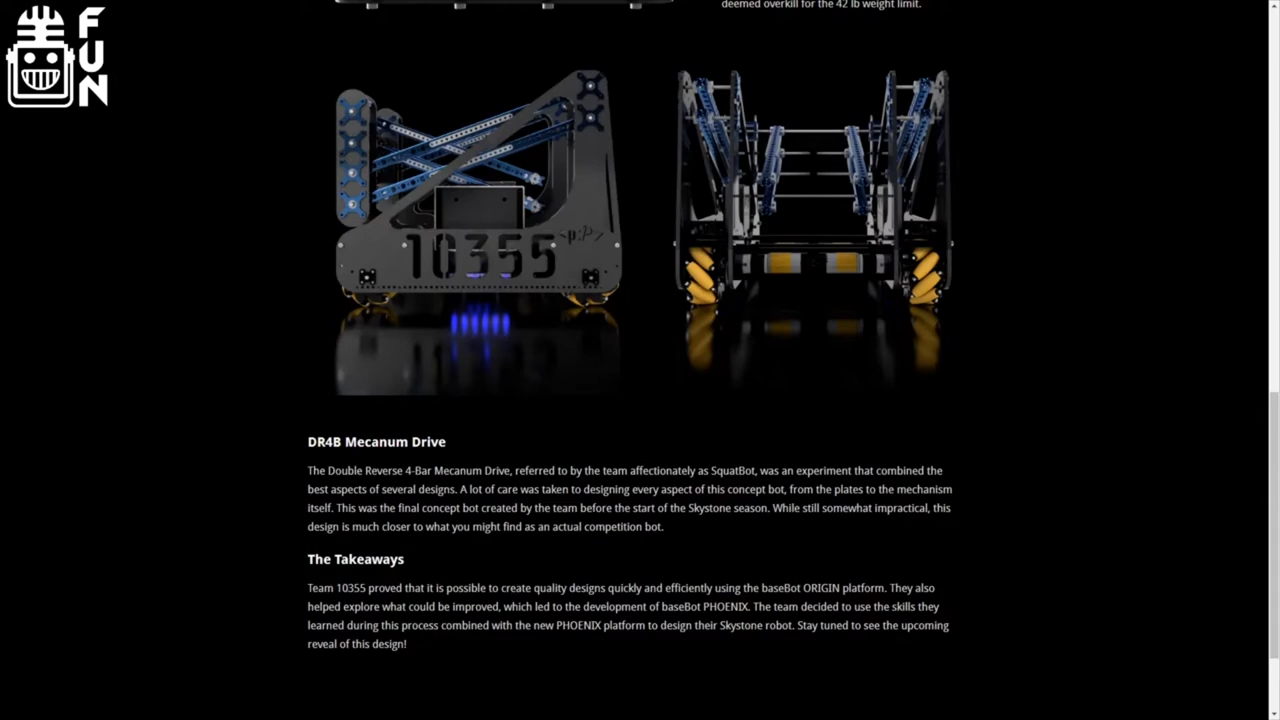 deemed overkill for the 42 lb weight limit.
FUN
10355
<p:/>
DR4B Mecanum Drive
The Double Reverse 4-Bar Mecanum Drive, referred to by the team affectionately as SquatBot, was an experiment that combined the
best aspects of several designs. A lot of care was taken to designing every aspect of this concept bot, from the plates to the mechanism
itself. This was the final concept bot created by the team before the start of the Skystone season. While still somewhat impractical, this
design is much closer to what you might find as an actual competition bot.
The Takeaways
Team 10355 proved that it is possible to create quality designs quickly and efficiently using the baseBot ORIGIN platform. They also
helped explore what could be improved, which led to the development of baseBot PHOENIX. The team decided to use the skills they
learned during this process combined with the new PHOENIX platform to design their Skystone robot. Stay tuned to see the upcoming
reveal of this design!